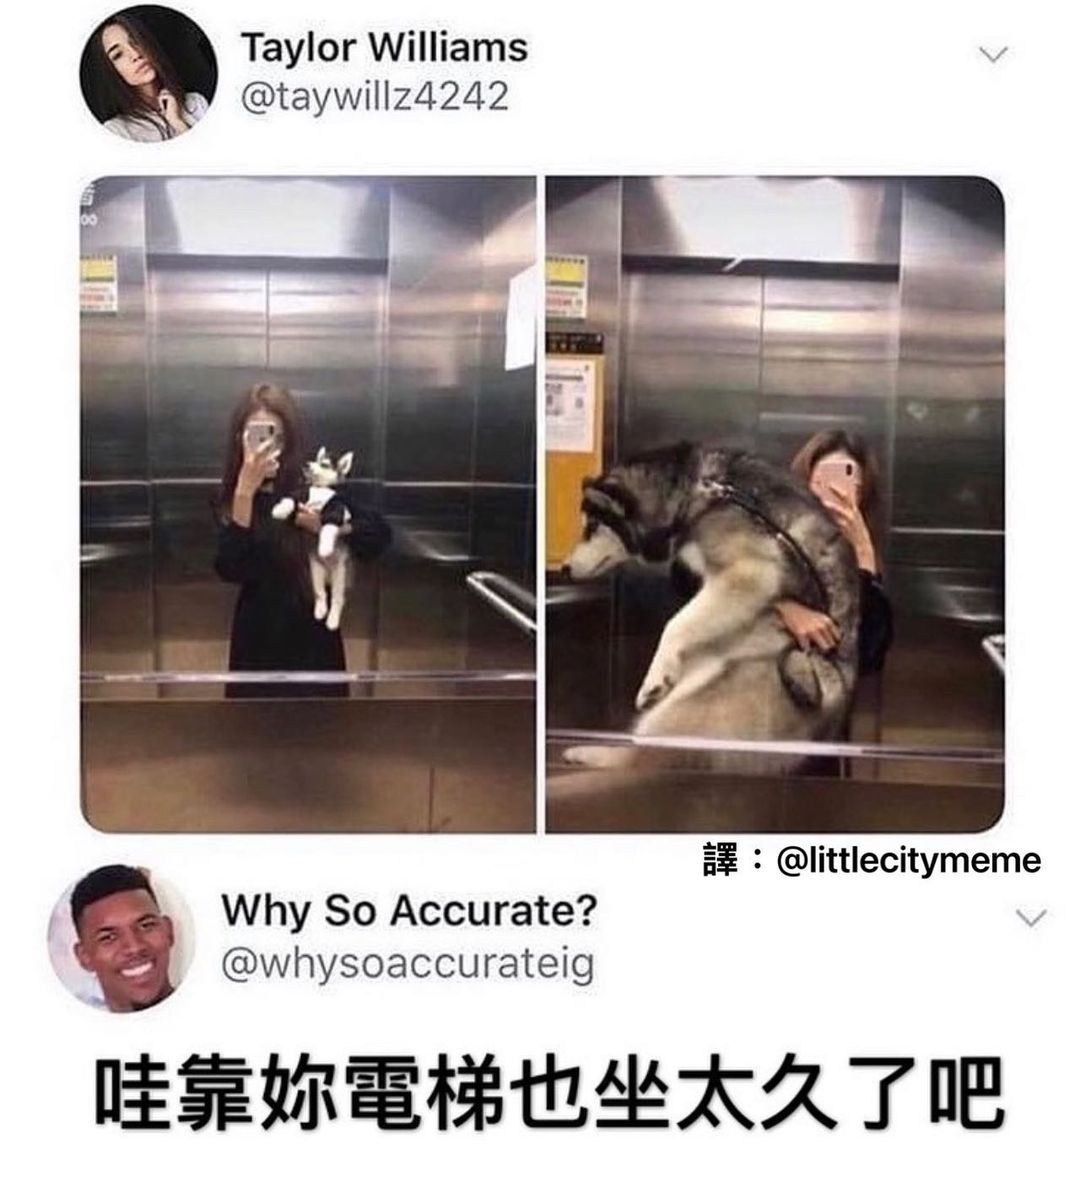 Taylor Williams
@taywillz4242
譯：@littlecitymeme
Why So Accurate?
@whysoaccurateig
哇靠妳電梯也坐太久了吧